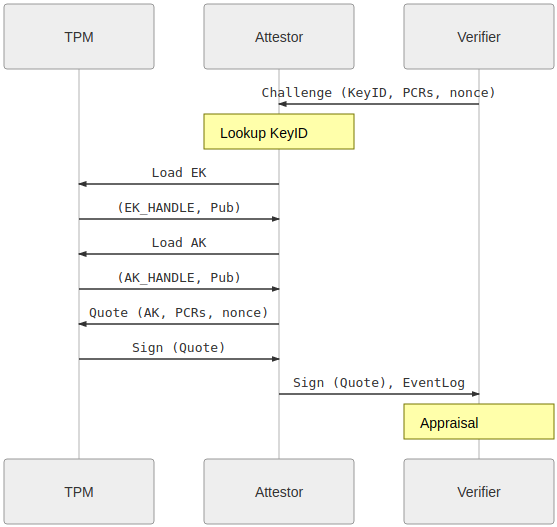 TPM
Attestor
Verifier
Challenge (KeyID, PCRs, nonce)
Lookup KeyID
Load EK
(EK_HANDLE, Pub)
Load AK
(AK_HANDLE, Pub)
Quote (AK, PCRs, nonce)
Sign (Quote)
Sign (Quote), EventLog
Appraisal
TPM
Attestor
Verifier